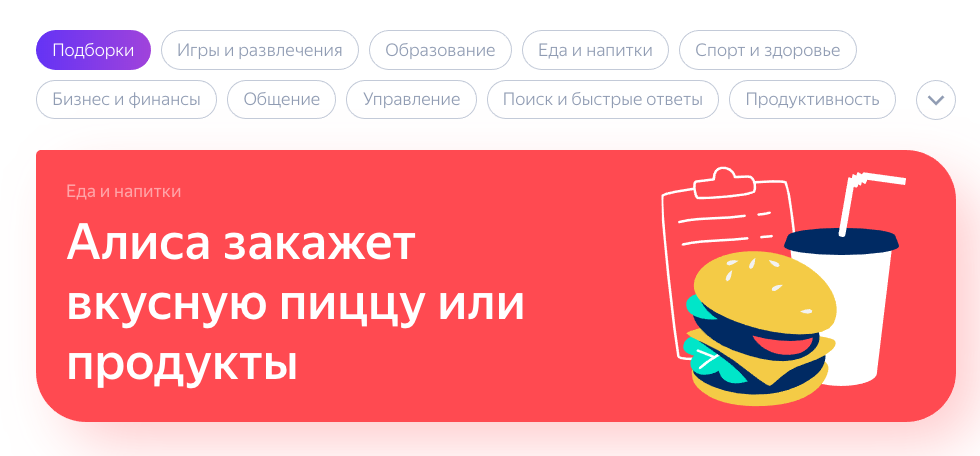 Подборки Игры и развлечения Образование Еда и напитки Спорт и здоровье
Бизнес и финансы Общение Управление Поиск и быстрые ответы Продуктивность
Еда и напитки
Алиса закажет
вкусную пиццу или
продукты